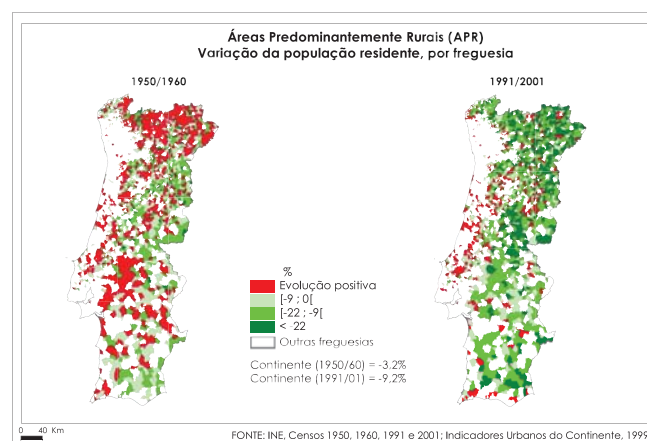 Áreas Predominantemente Rurais (APR)
Variação da população residente, por freguesia
1950/1960
1991/2001
%
Evolução positiva
[-9 ; 0[
[-22 ; -9[
< -22
Outras freguesias
Continente (1950/60) = -3.2%
Continente (1991/01) = -9.2%
0 40 Km
FONTE: INE, Censos 1950, 1960, 1991 e 2001; Indicadores Urbanos do Continente, 1999